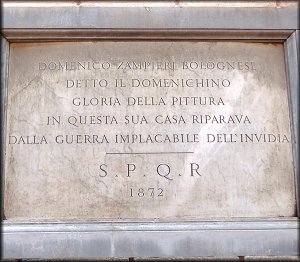 DOMENICO ZAMPIERI BOLOGNESE
DETTO IL DOMENICHINO
GLORIA DELLA PITTURA
IN QUESTA SUA CASA RIPARAVA
DALLA GUERRA IMPLACABILE DELL'INVIDIA
S.P.Q.R
1872